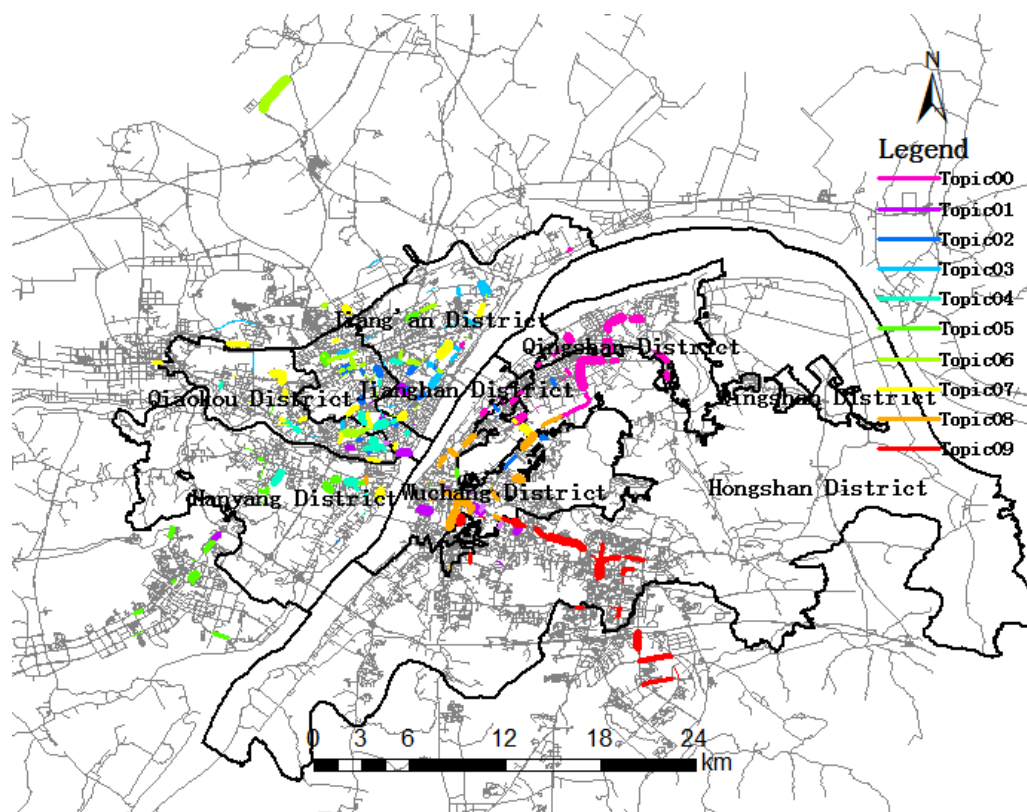 N
Legend
Topic00
Topic01
Topic02
Topic03
Topic04
Topic05
Topic06
Topic07
Topic08
Topic09
Jiang'an District
Qingshan District
Jianghan District
Qiaokou District
Qingshan District
Hanyang District
Wuchang District
Hongshan District
0 3 6 12 18 24
km